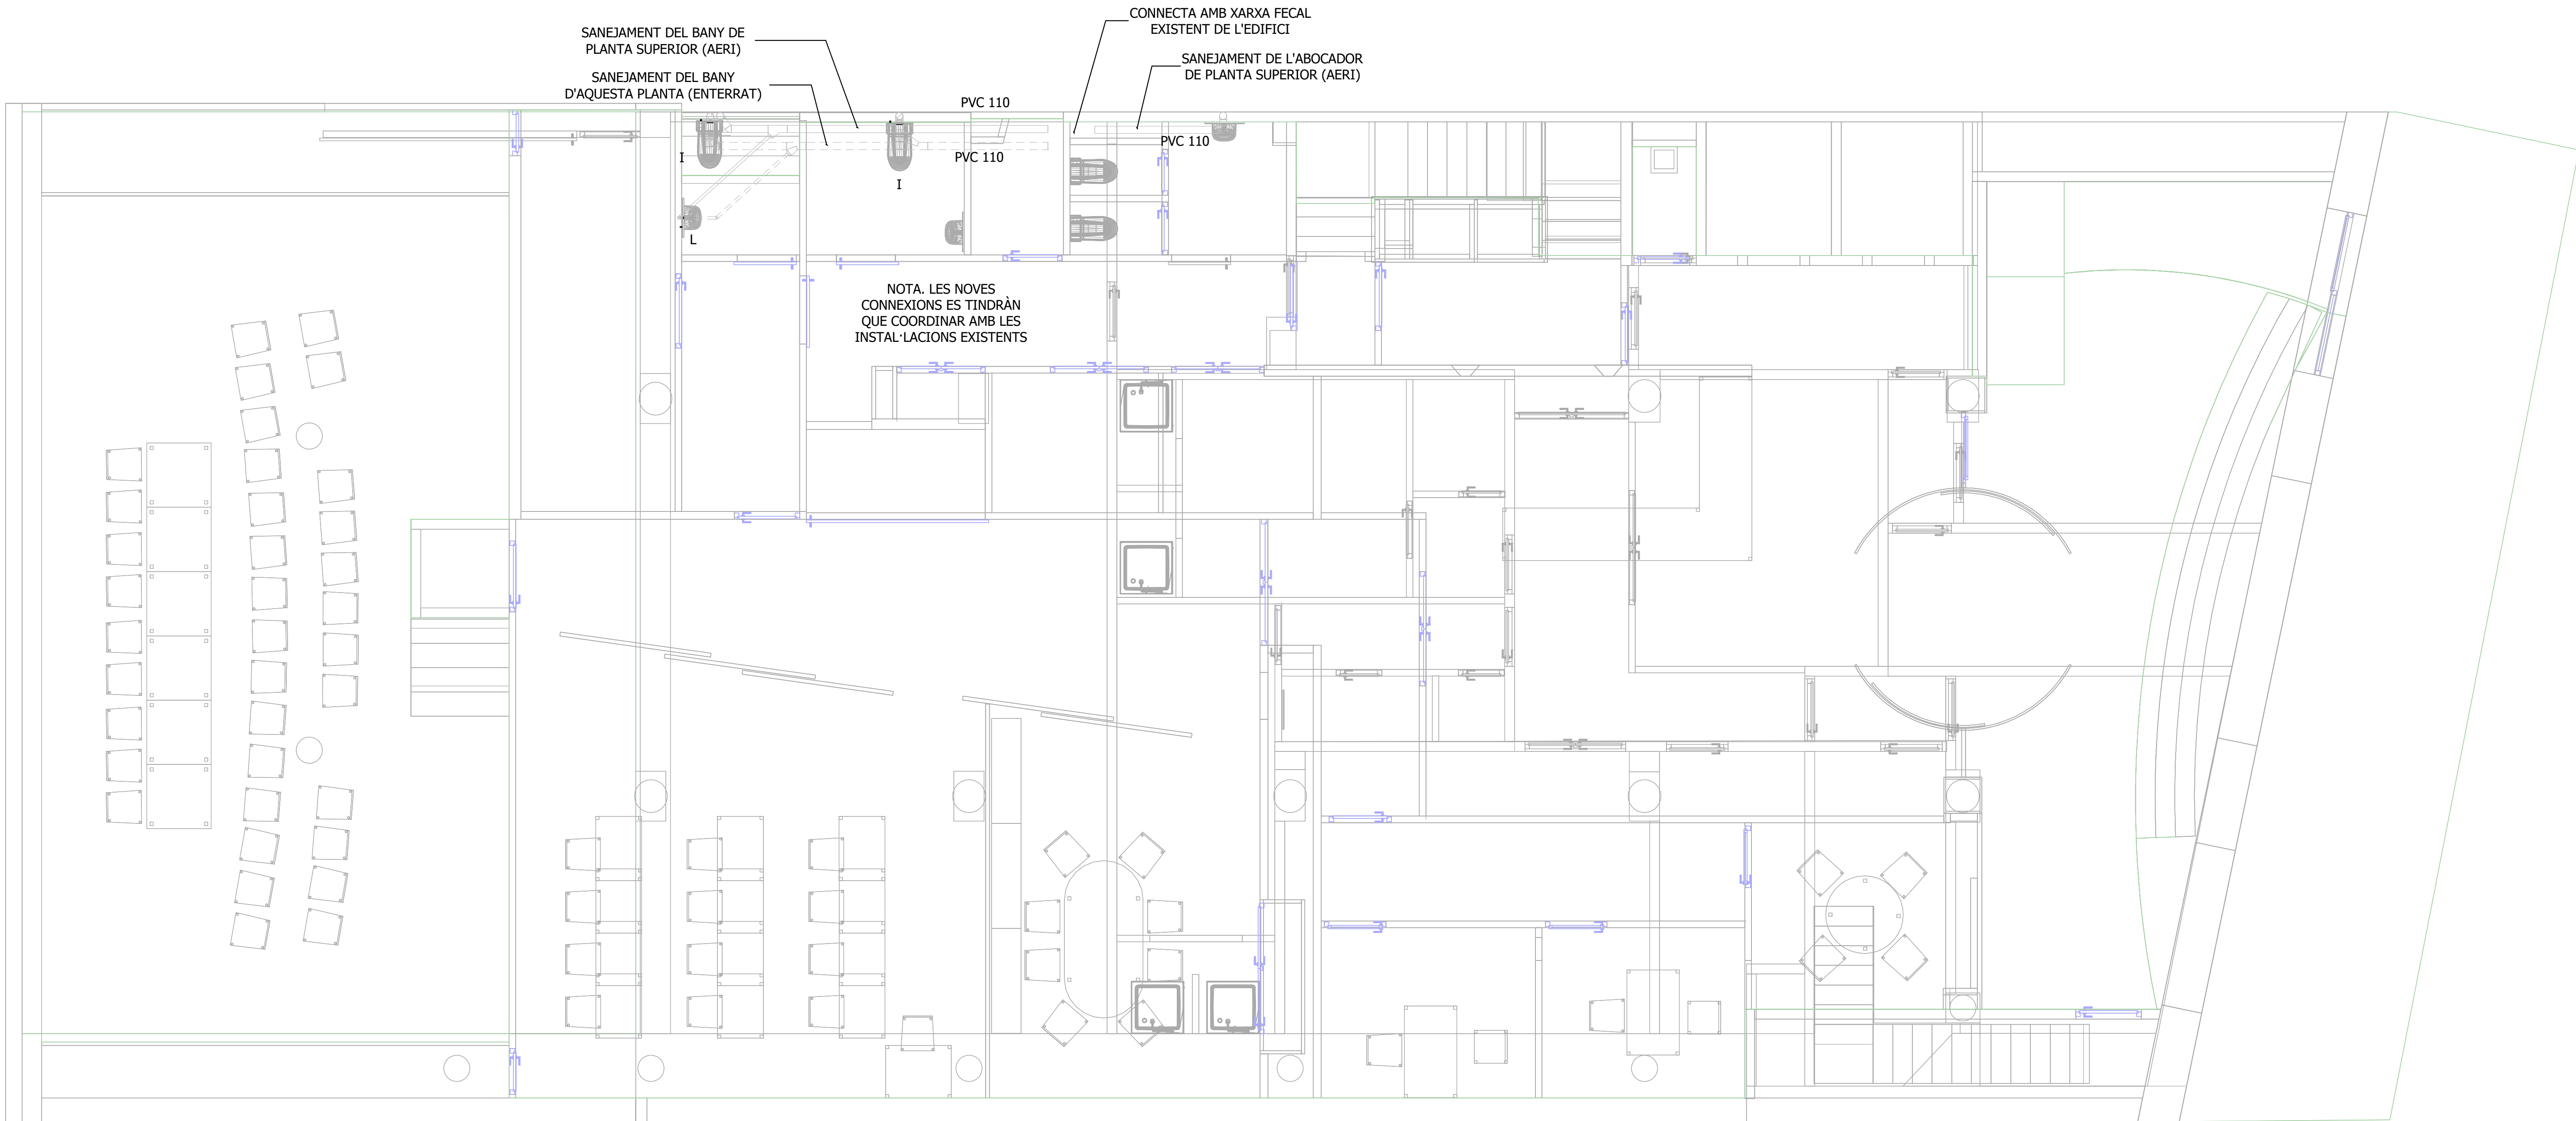 CONNECTA AMB XARXA FECAL
EXISTENT DE L'EDIFICI
SANEJAMENT DEL BANY DE
PLANTA SUPERIOR (AERI)
SANEJAMENT DE L'ABOCADOR
DE PLANTA SUPERIOR (AERI)
SANEJAMENT DEL BANY
D'AQUESTA PLANTA (ENTERRAT)
PVC 110
PVC 110
PVC 110
I
I
L
NOTA. LES NOVES
CONNEXIONS ES TINDRÀN
QUE COORDINAR AMB LES
INSTAL·LACIONS EXISTENTS